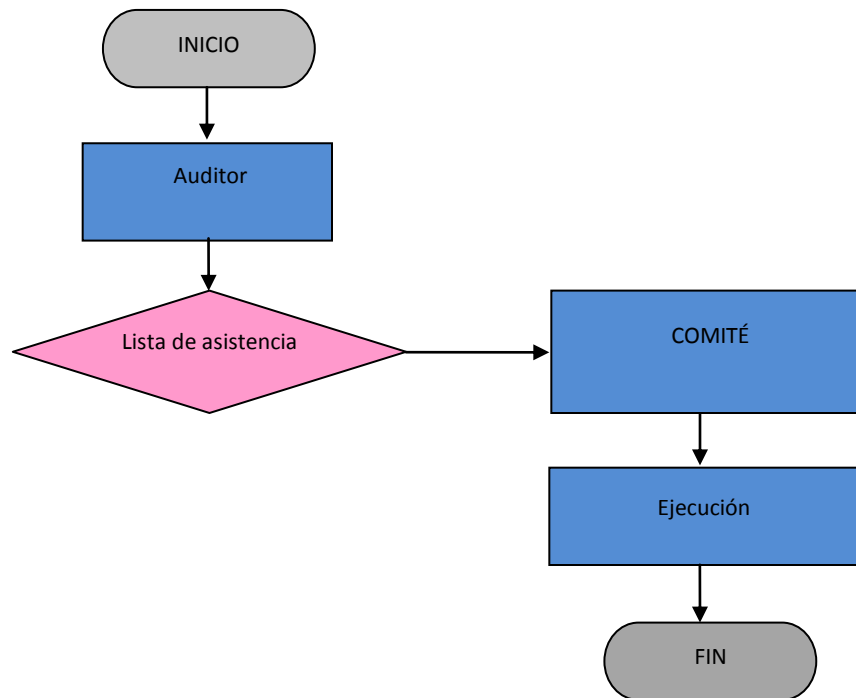 INICIO
Auditor
Lista de asistencia
COMITÉ
Ejecución
FIN